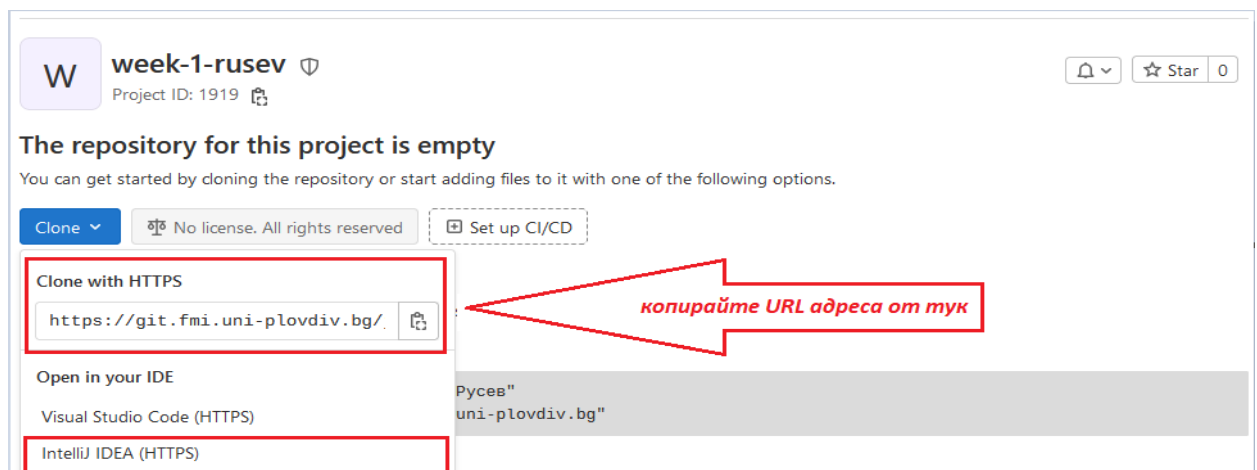 W
week-1-rusev
Project ID: 1919
Star 0
The repository for this project is empty
You can get started by cloning the repository or start adding files to it with one of the following options.
Clone
No license. All rights reserved
Set up CI/CD
Clone with HTTPS
https://git.fmi.uni-plovdiv.bg/
копирайте URL адреса от тук
Open in your IDE
Русев"
Visual Studio Code (HTTPS)
uni-plovdiv.bg"
IntelliJ IDEA (HTTPS)